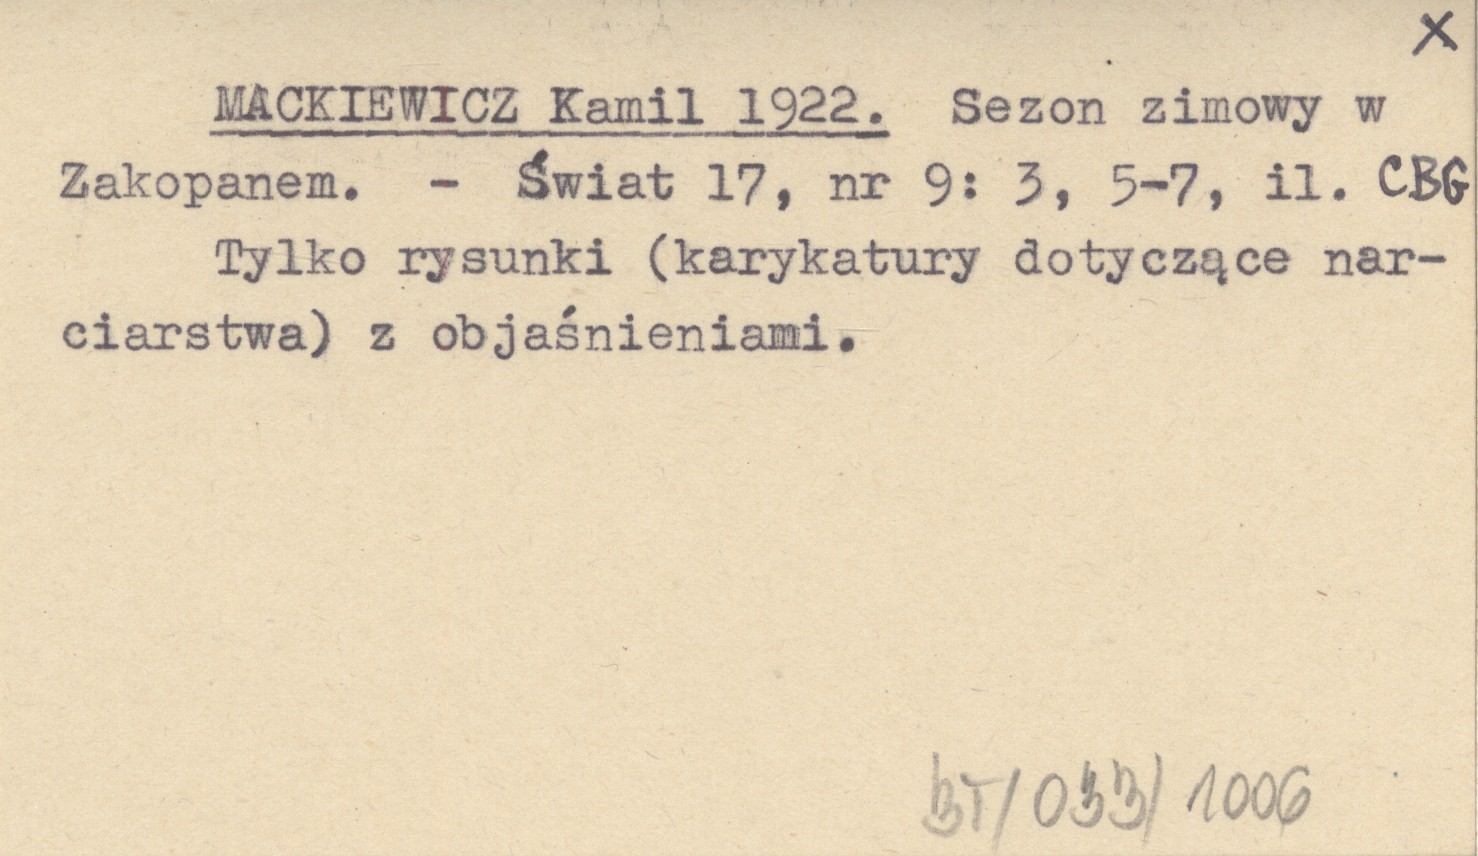 X
MACKIEWICZ Kamil 1922. Sezon zimowy w
Zakopanem. - Świat 17, nr 9: 3, 5-7, il. CBG
Tylko rysunki (karykatury dotyczące nar-
ciarstwa) z objaśnieniami.
BT/033/1006